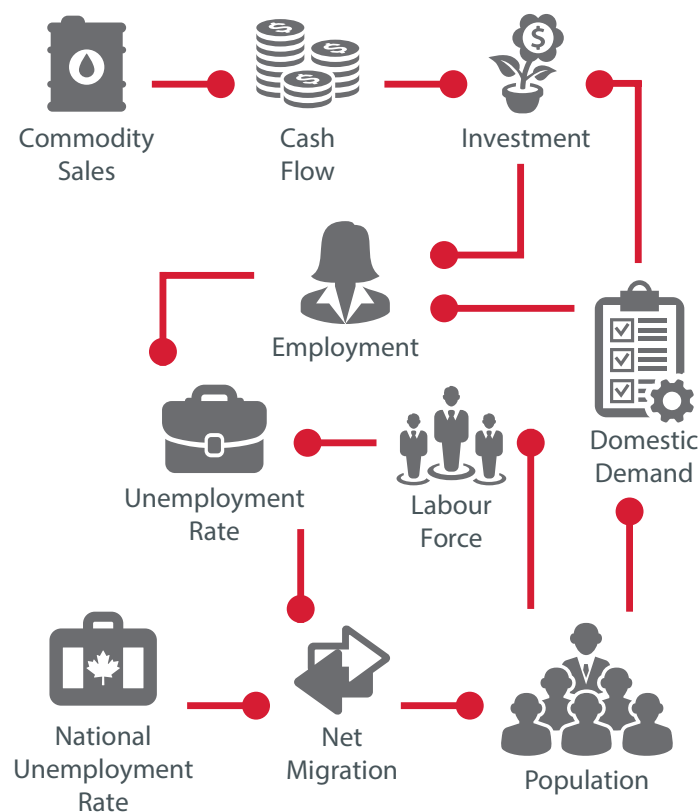 Commodity
Sales
Cash
Flow
$
Investment
Employment
Domestic
Demand
Unemployment
Rate
Labour
Force
National
Unemployment
Rate
Net
Migration
Population